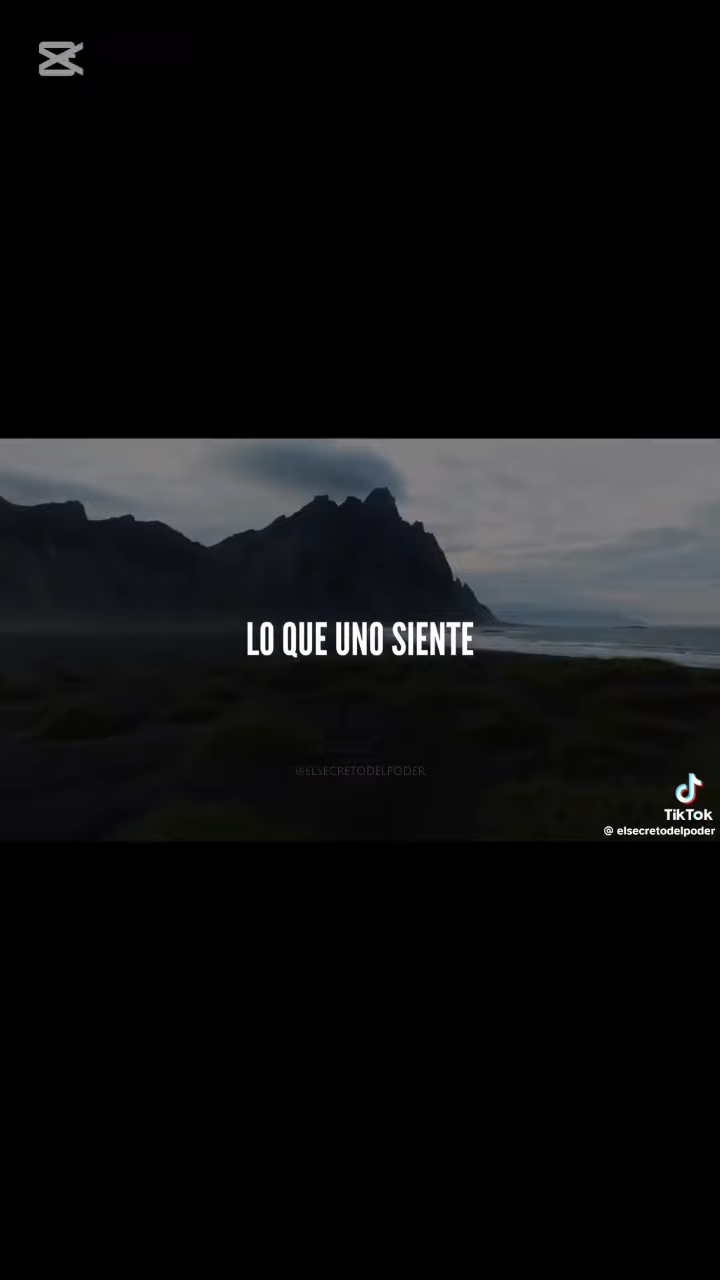 LO QUE UNO SIENTE
@ELSECRETODELPODER
TikTok
@ elsecretodelpoder